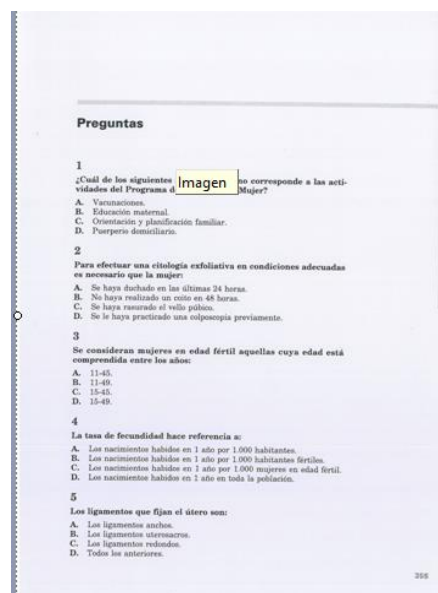 Preguntas
1
¿Cuál de los siguientes no corresponde a las acti-
vidades del Programa d Mujer?
Imagen
A. Vacunaciones.
B. Educación maternal.
C. Orientación y planificación familiar.
D. Puerperio domiciliario.
2
Para efectuar una citología exfoliativa en condiciones adecuadas
es necesario que la mujer:
A. Se haya duchado en las últimas 24 horas.
B. No haya realizado un coito en 48 horas.
C. Se haya rasurado el vello púbico.
D. Se le haya practicado una colposcopia previamente.
3
Se consideran mujeres en edad fértil aquellas cuya edad está
comprendida entre los años:
A. 11-45.
B. 11-49.
C. 15-45.
D. 15-49.
4
La tasa de fecundidad hace referencia a:
A. Los nacimientos habidos en 1 año por 1.000 habitantes.
B. Los nacimientos habidos en 1 año por 1.000 habitantes fértiles.
C. Los nacimientos habidos en 1 año por 1.000 mujeres en edad fértil.
D. Los nacimientos habidos en 1 año en toda la población.
5
Los ligamentos que fijan el útero son:
A. Los ligamentos anchos.
B. Los ligamentos uterosacros.
C. Los ligamentos redondos.
D. Todos los anteriores.
355